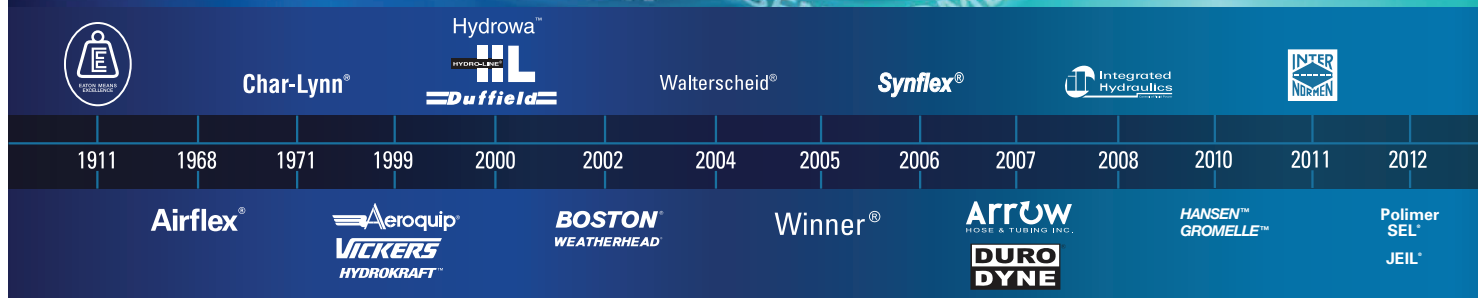 EATON MEANS
EXCELLENCE
Char-Lynn®
Hydrowa™
HYDRO-LINE®
HL
Duffield
Walterscheid®
Synflex®
Integrated
Hydraulics
INTER
NORMEN
1911 1968 1971 1999 2000 2002 2004 2005 2006 2007 2008 2010 2011 2012
Airflex®
Aeroquip®
VICKERS
HYDROKRAFT™
BOSTON®
WEATHERHEAD®
Winner®
Arrow
HOSE & TUBING INC.
DURO
DYNE
HANSEN™
GROMELLE™
Polimer
SEL®
JEIL®